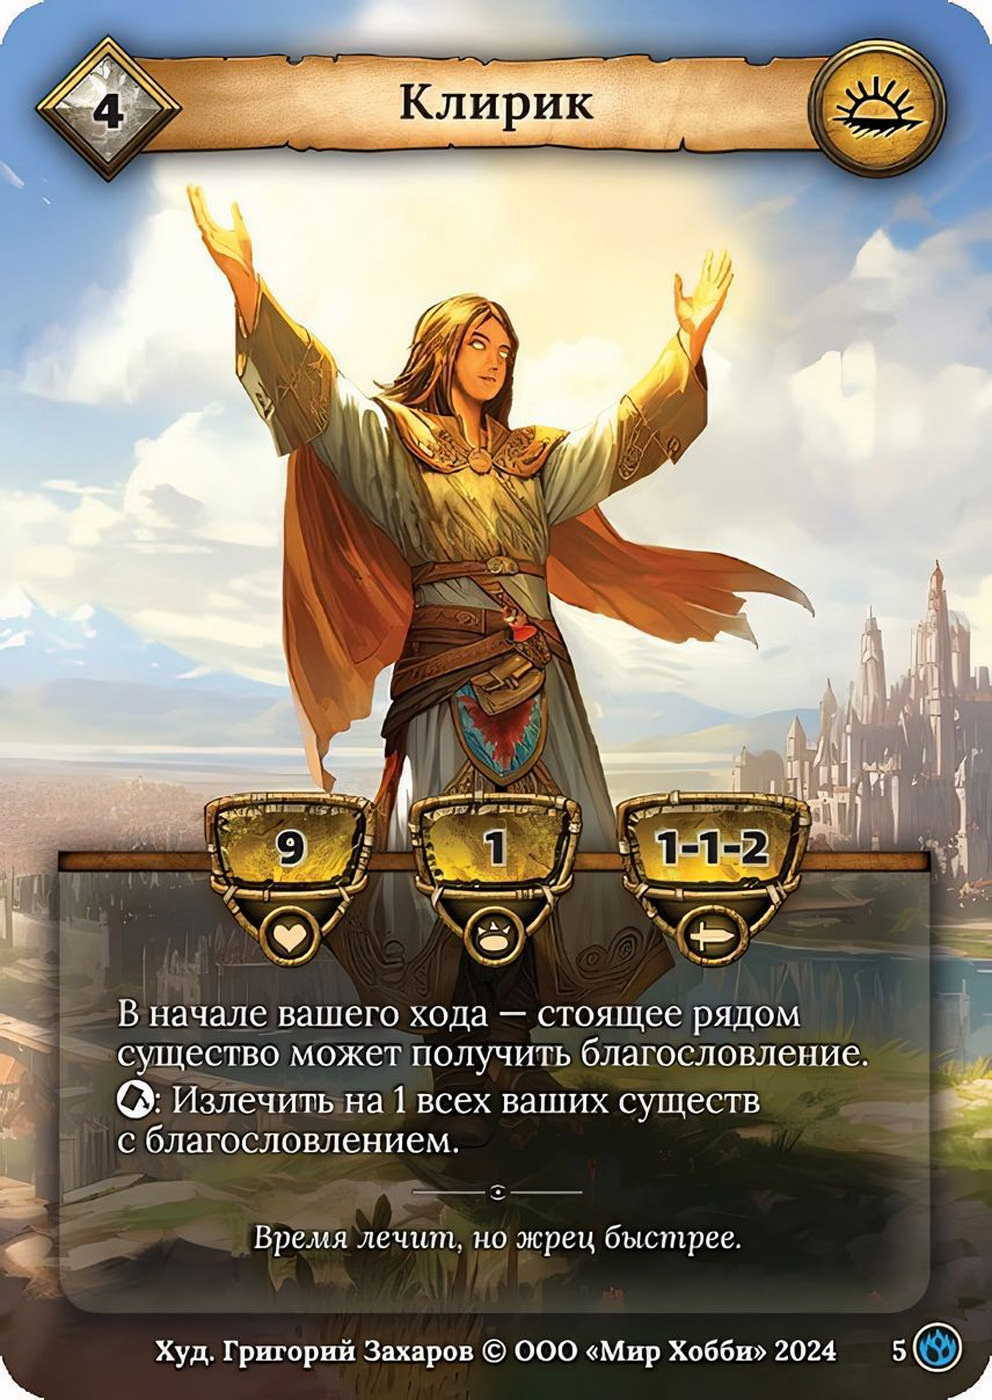 4
Клирик
9
1
1-1-2
В начале вашего хода — стоящее рядом
существо может получить благословление.
: Излечить на 1 всех ваших существ
с благословлением.
Время лечит, но жрец быстрее.
Худ. Григорий Захаров © ООО «Мир Хобби» 2024
5